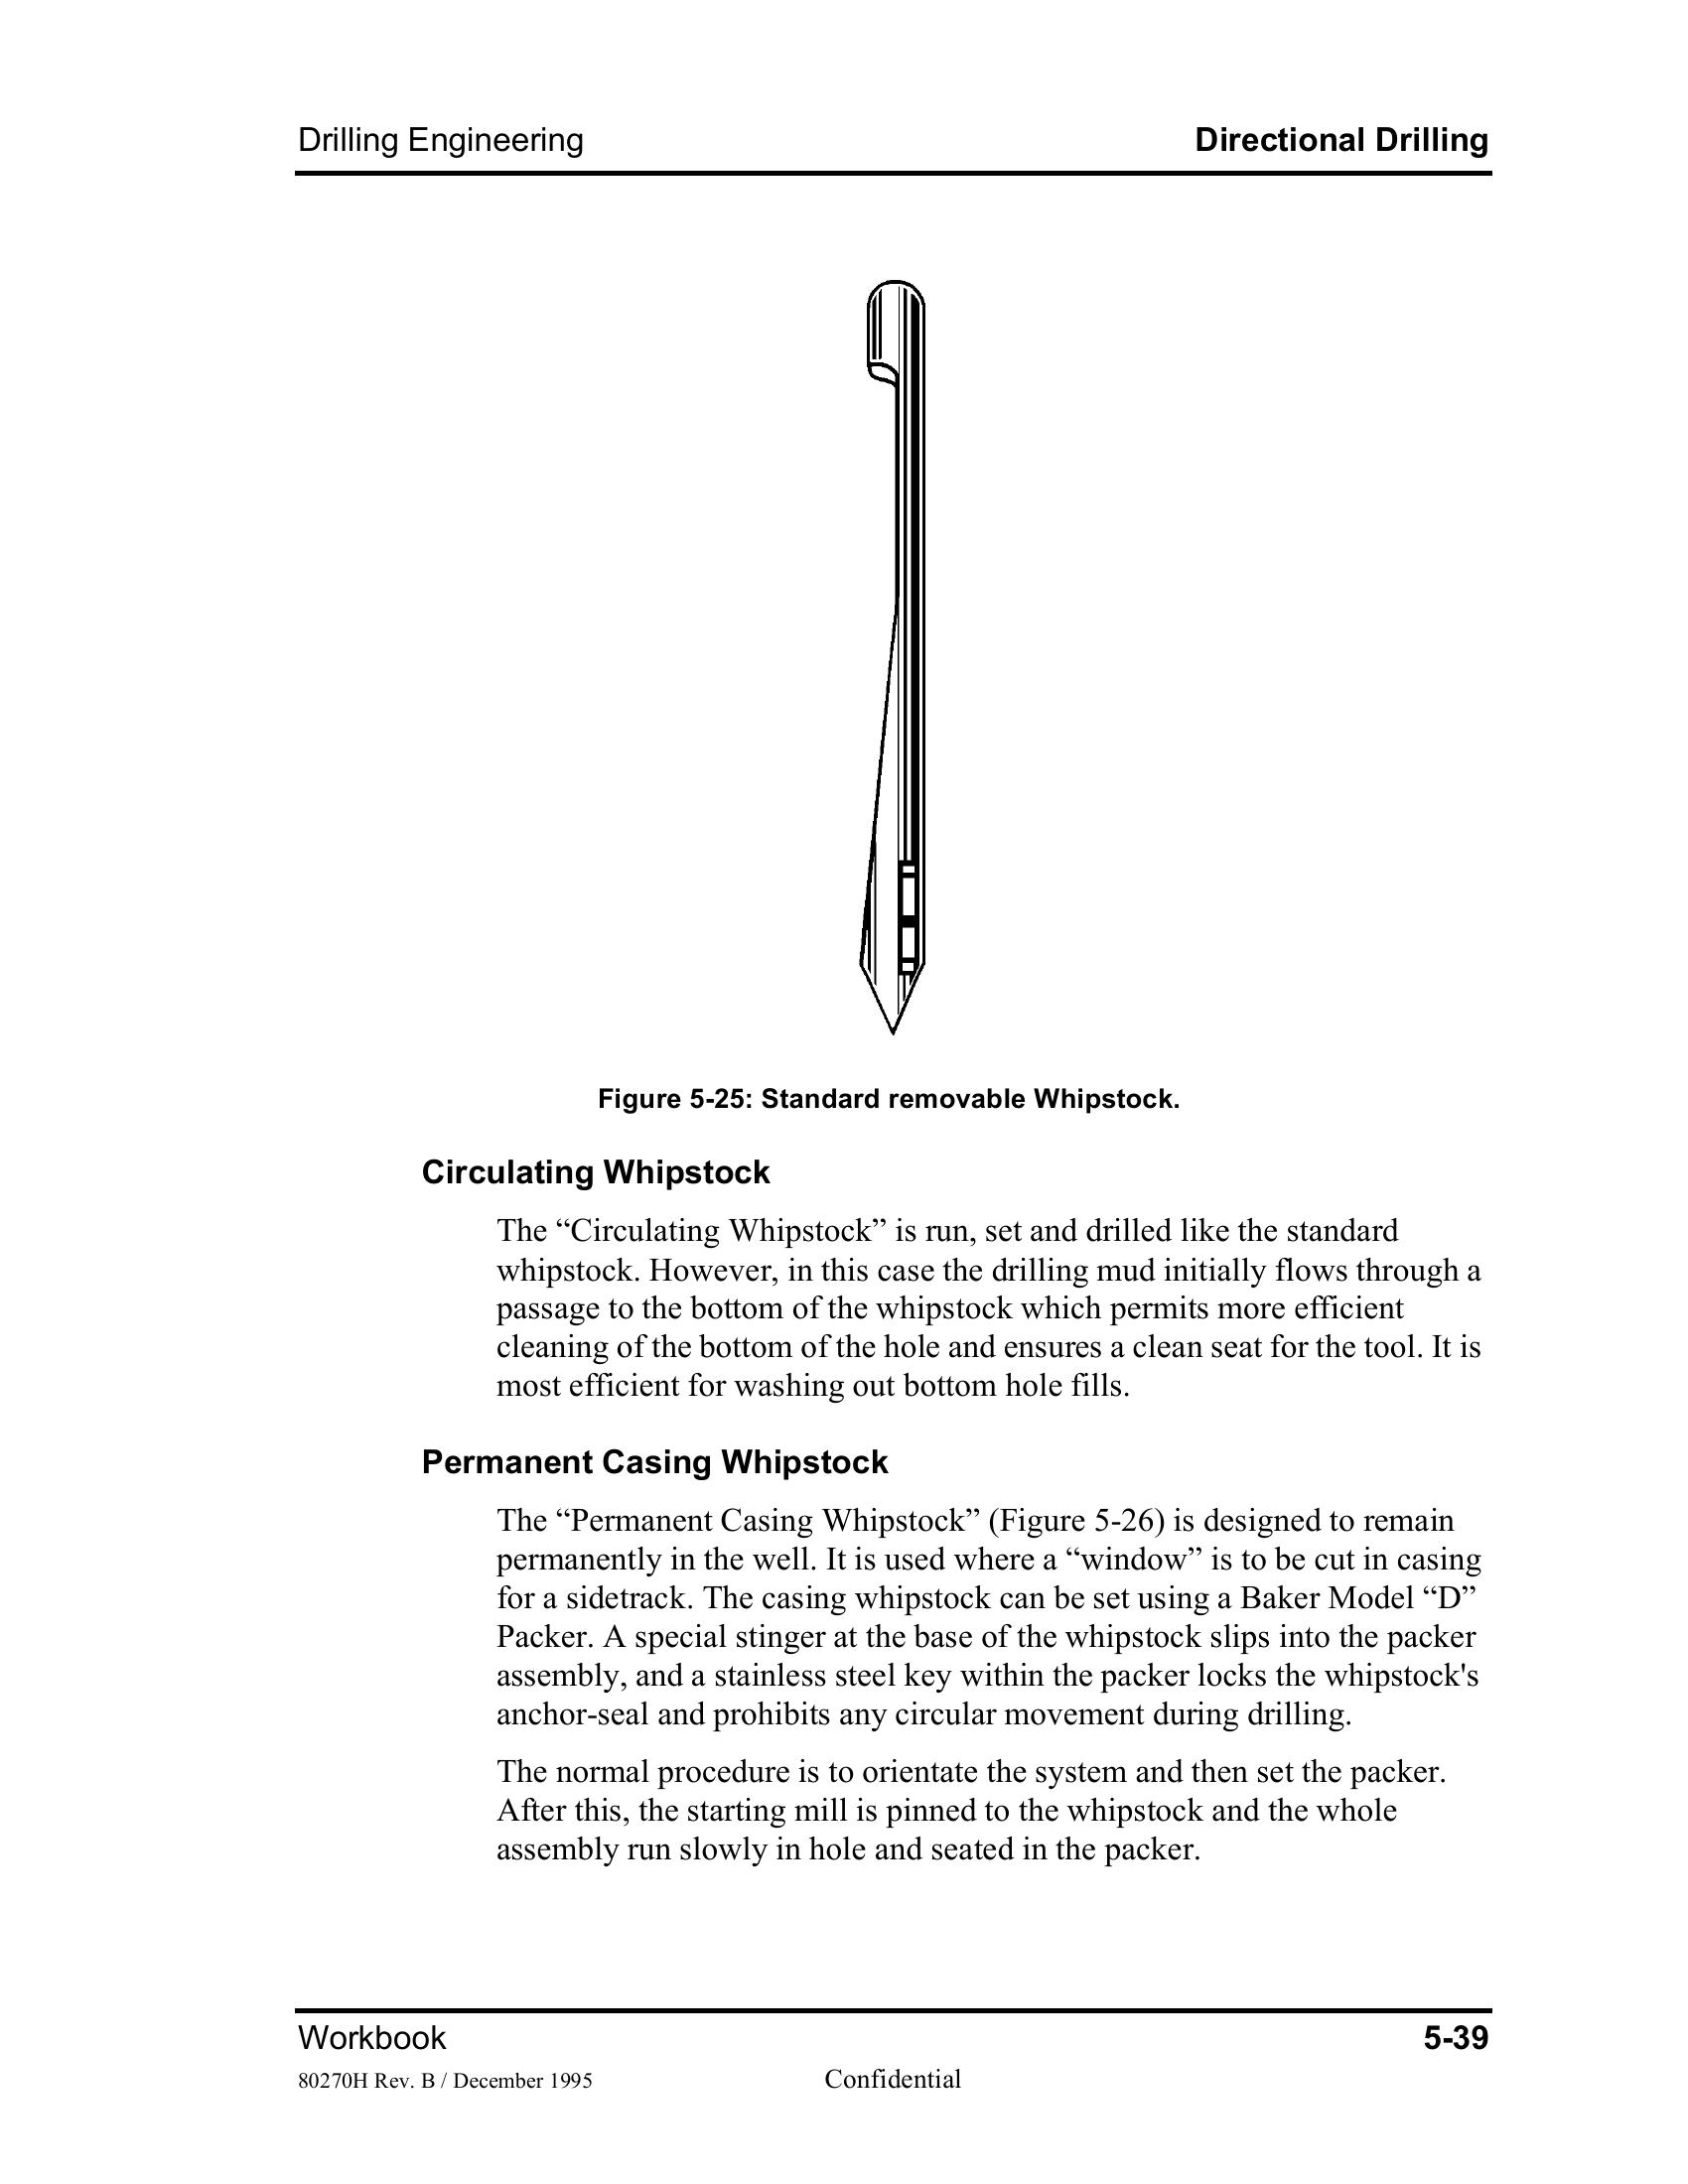 Drilling Engineering Directional Drilling
Figure 5-25: Standard removable Whipstock.
Circulating Whipstock
The “Circulating Whipstock” is run, set and drilled like the standard
whipstock. However, in this case the drilling mud initially flows through a
passage to the bottom of the whipstock which permits more efficient
cleaning of the bottom of the hole and ensures a clean seat for the tool. It is
most efficient for washing out bottom hole fills.
Permanent Casing Whipstock
The “Permanent Casing Whipstock” (Figure 5-26) is designed to remain
permanently in the well. It is used where a “window” is to be cut in casing
for a sidetrack. The casing whipstock can be set using a Baker Model “D”
Packer. A special stinger at the base of the whipstock slips into the packer
assembly, and a stainless steel key within the packer locks the whipstock's
anchor-seal and prohibits any circular movement during drilling.
The normal procedure is to orientate the system and then set the packer.
After this, the starting mill is pinned to the whipstock and the whole
assembly run slowly in hole and seated in the packer.
Workbook 5-39
80270H Rev. B / December 1995 Confidential